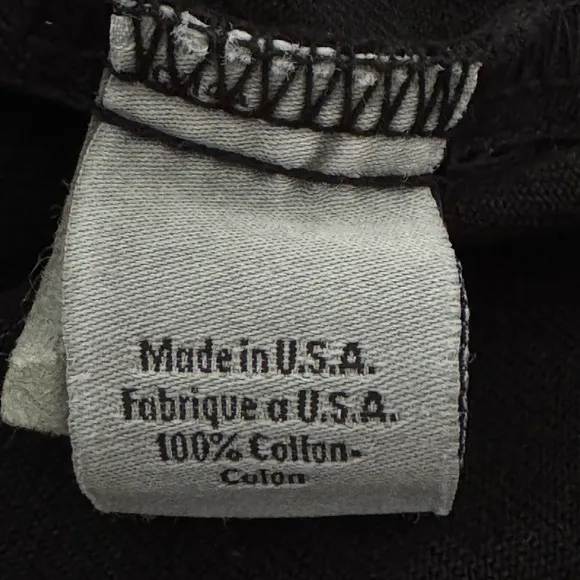 Made in U.S.A.
Fabrique a U.S.A.
100% Cotton-
Coton